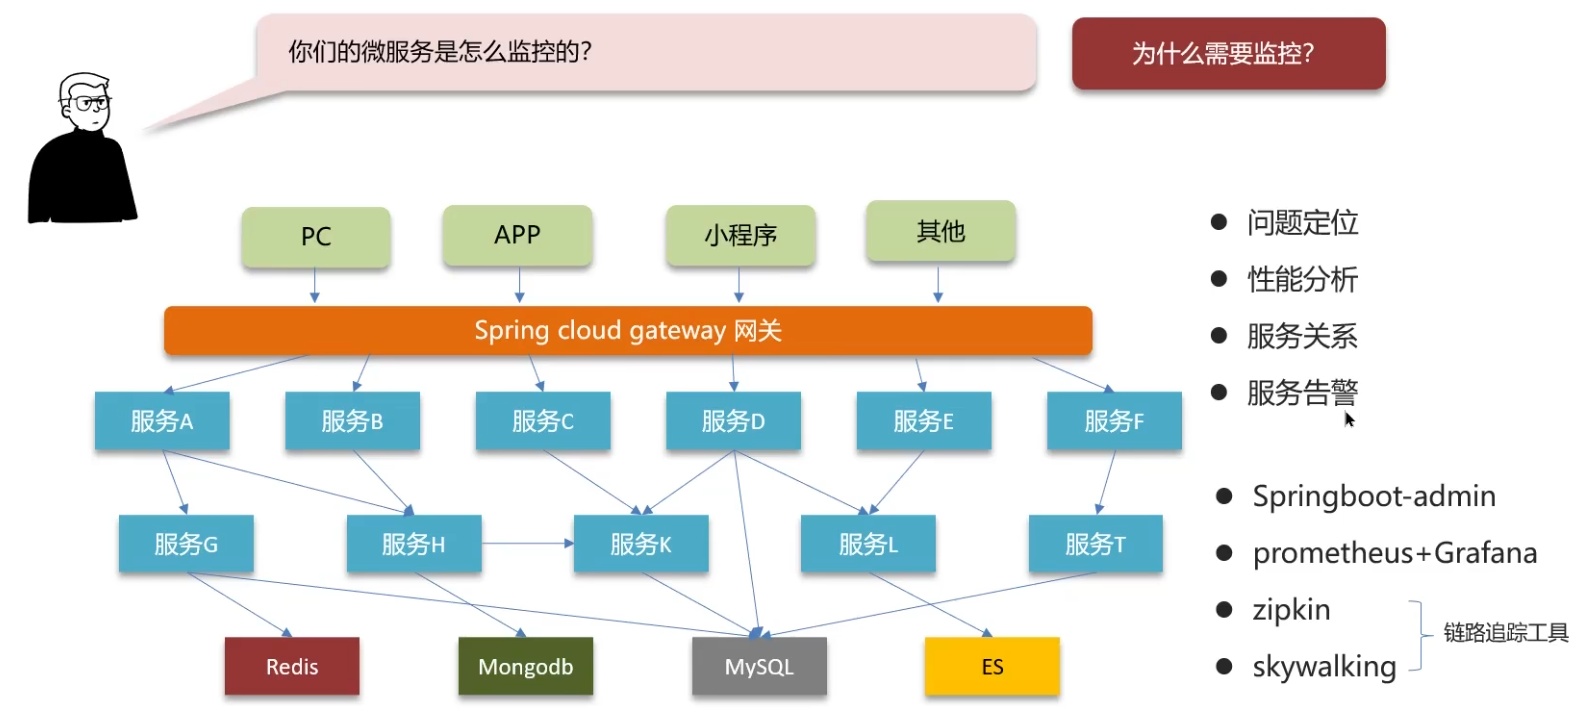 你们的微服务是怎么监控的?
为什么需要监控?
PC
APP
小程序
其他
Spring cloud gateway 网关
服务A
服务B
服务C
服务D
服务E
服务F
服务G
服务H
服务K
服务L
服务T
Redis
Mongodb
MySQL
ES
问题定位
性能分析
服务关系
服务告警
Springboot-admin
prometheus+Grafana
zipkin
skywalking
链路追踪工具